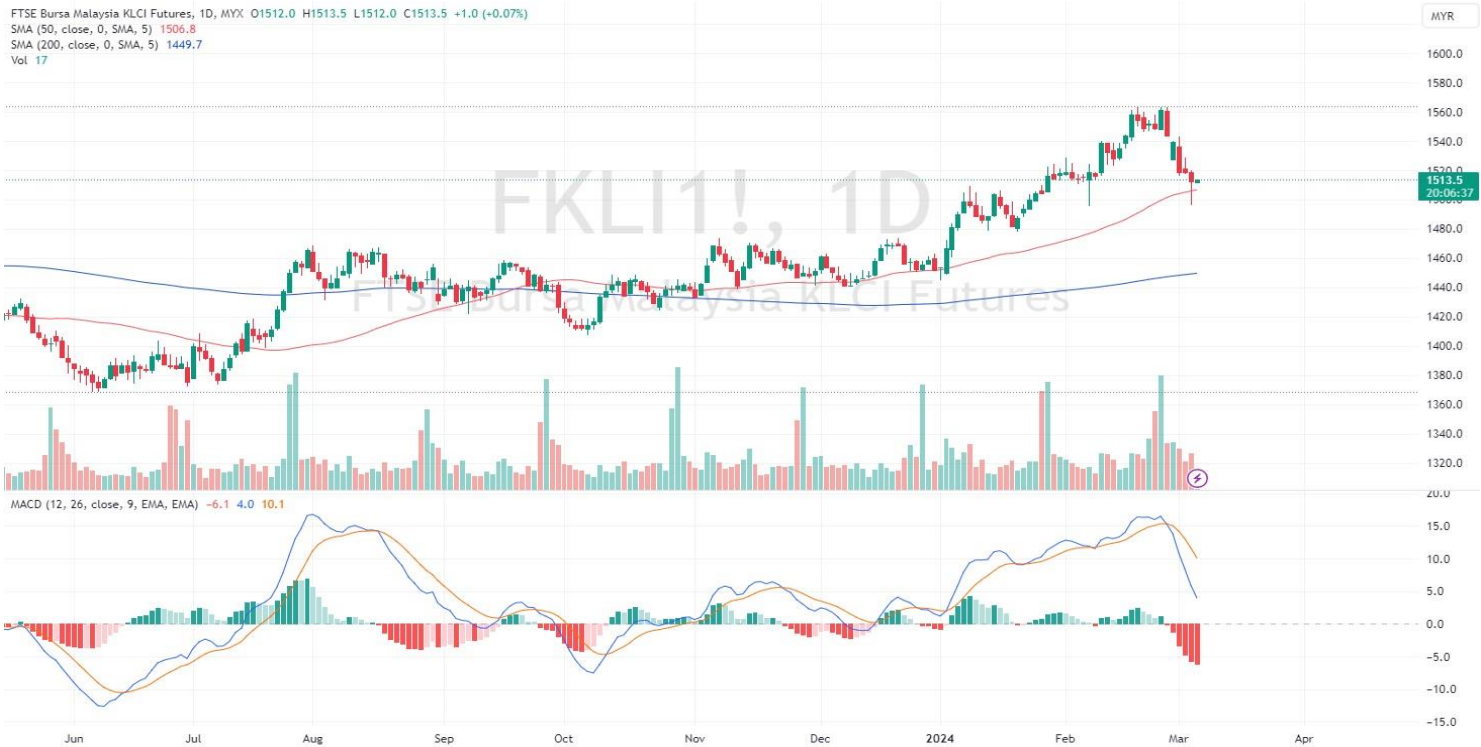 FTSE Bursa Malaysia KLCI Futures, 1D, MYX O1512.0 H1513.5 L1512.0 C1513.5 +1.0 (+0.07%)
MYR
SMA (50, close, 0, SMA, 5) 1506.8
SMA (200, close, 0, SMA, 5) 1449.7
Vol 17
1600.0
1580.0
1560.0
1540.0
1520.0
1513.5
20:06:37
1500.0
1480.0
1460.0
1440.0
1420.0
1400.0
1380.0
1360.0
1340.0
1320.0
FKLI1!, 1D
FTSE Bursa Malaysia KLCI Futures
MACD (12, 26, close, 9, EMA, EMA) −6.1 4.0 10.1
20.0
15.0
10.0
5.0
0.0
−5.0
−10.0
−15.0
Jun Jul Aug Sep Oct Nov Dec 2024 Feb Mar Apr